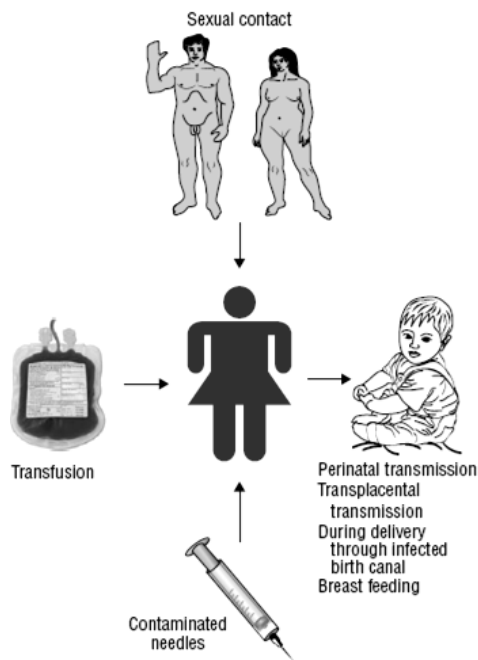 Sexual contact
Transfusion
Perinatal transmission
Transplacental
transmission
During delivery
through infected
birth canal
Breast feeding
Contaminated
needles